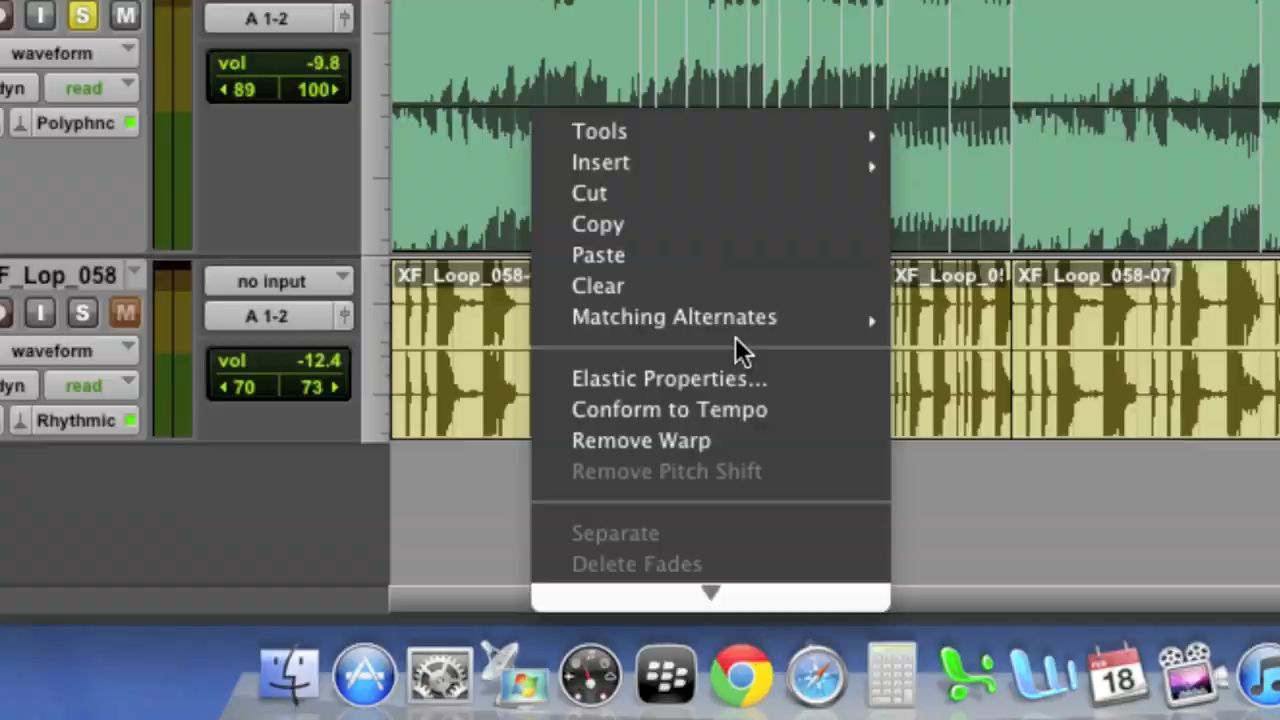 I S M
A 1-2
waveform
vol -9.8
dyn read
89 100
Polyphnc
Tools
Insert
Cut
Copy
Paste
Clear
Matching Alternates
Elastic Properties...
Conform to Tempo
Remove Warp
Remove Pitch Shift
Separate
Delete Fades
F_Lop_058
no input
I S M
A 1-2
waveform
vol -12.4
dyn read
70 73
Rhythmic
XF_Loop_058-
XF_Loop_05
XF_Loop_058-07
FEB
18